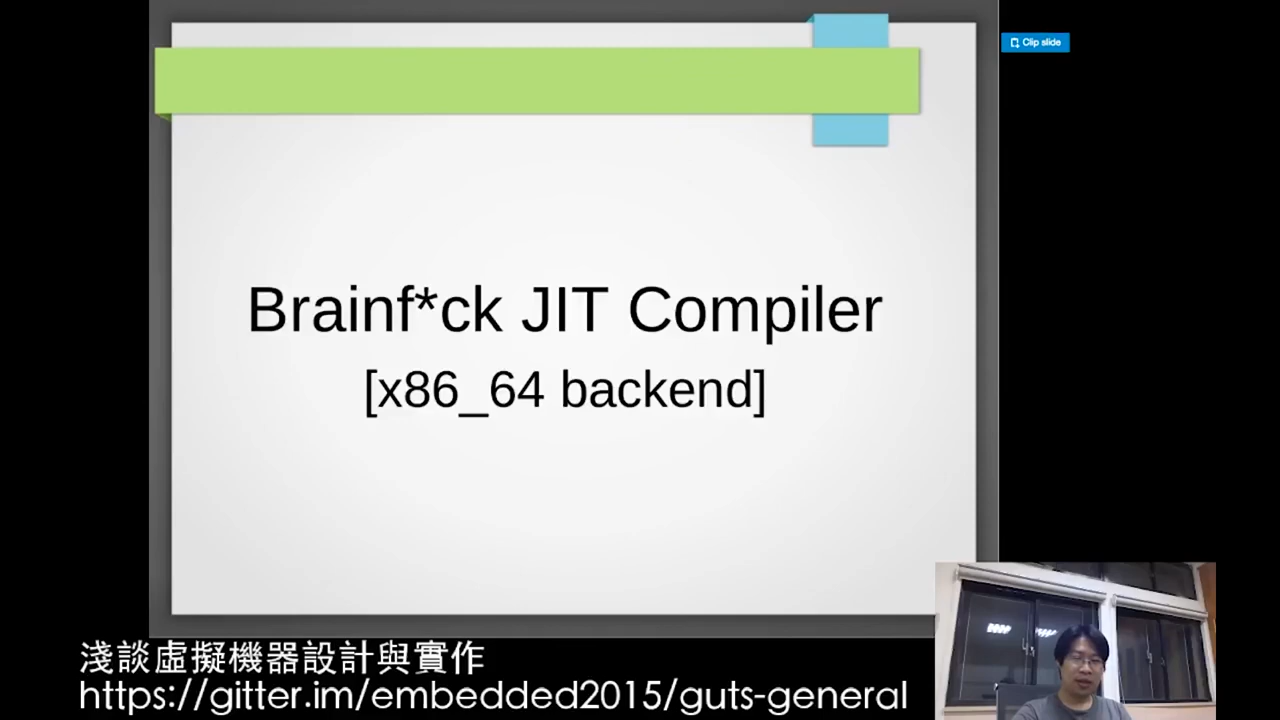 Clip slide
Brainf*ck JIT Compiler
[x86_64 backend]
淺談虛擬機器設計與實作
https://gitter.im/embedded2015/guts-general